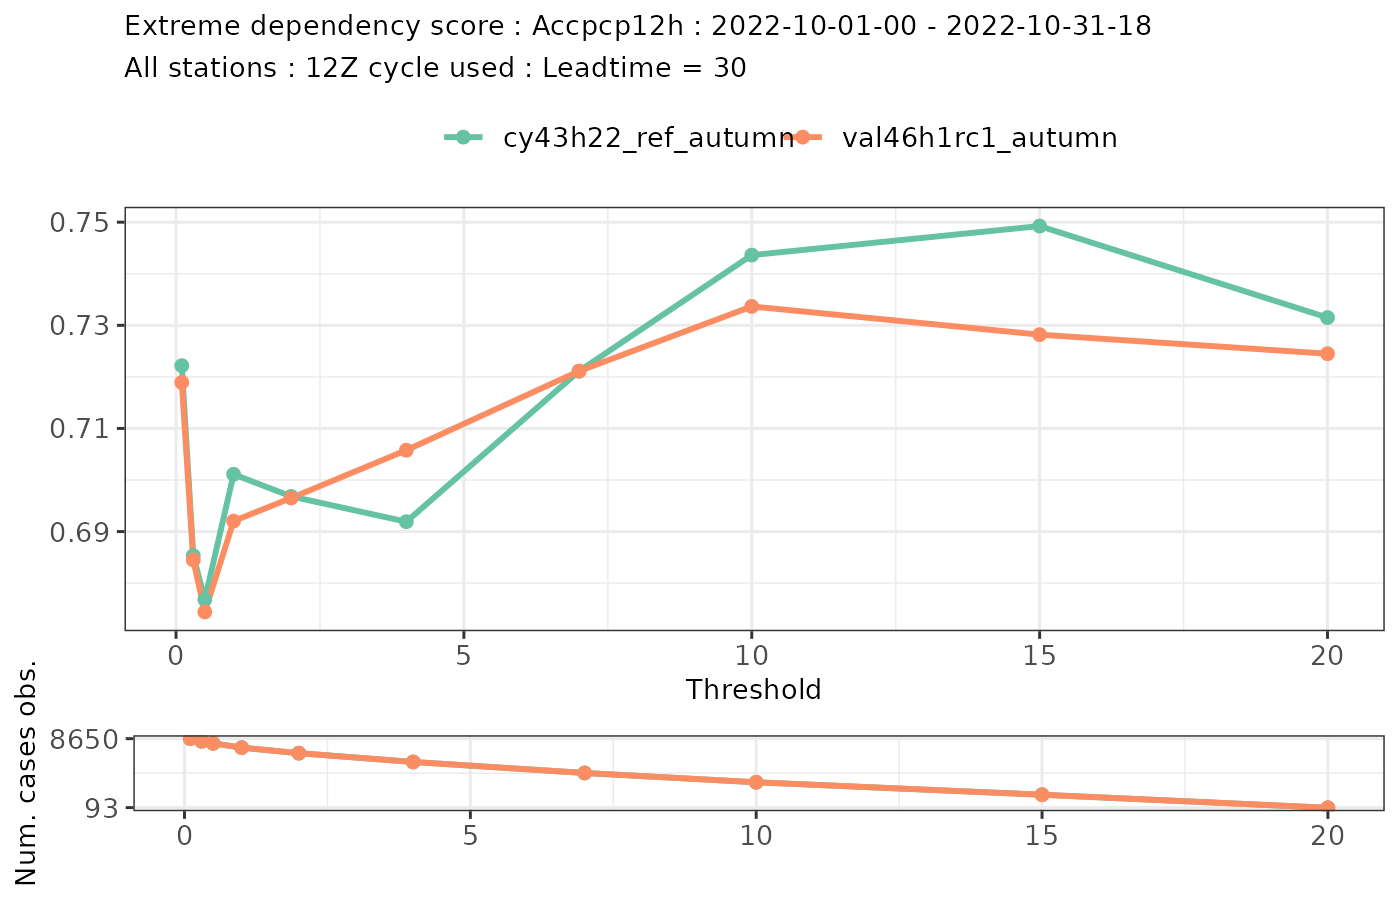 Extreme dependency score : Accpcp12h : 2022-10-01-00 - 2022-10-31-18
All stations : 12Z cycle used : Leadtime = 30
cy43h22_ref_autumn val46h1rc1_autumn
0.75
0.73
0.71
0.69
0 5 10 15 20
Threshold
Num. cases obs.
8650
93
0 5 10 15 20